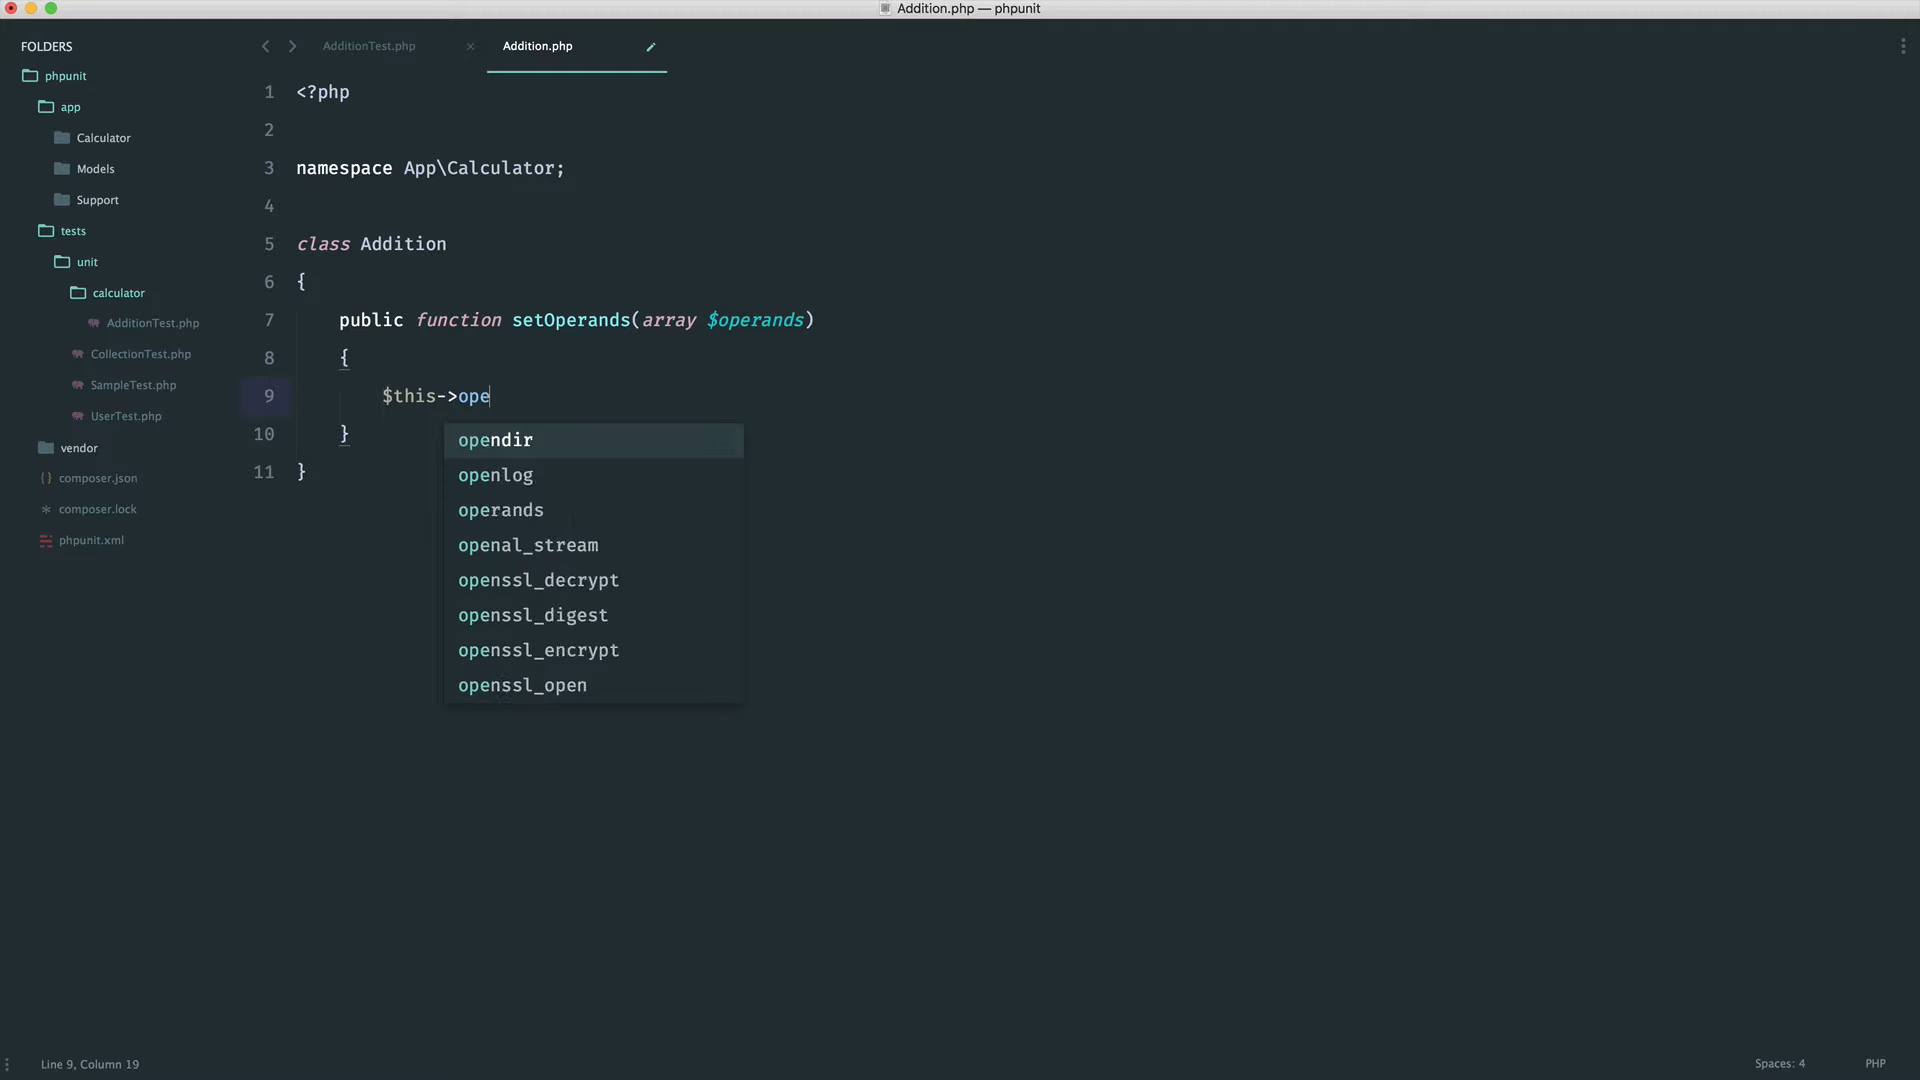 Addition.php — phpunit
FOLDERS
phpunit
app
Calculator
Models
Support
tests
unit
calculator
AdditionTest.php
CollectionTest.php
SampleTest.php
UserTest.php
vendor
composer.json
composer.lock
phpunit.xml
AdditionTest.php
Addition.php
1 <?php
2
3 namespace App\Calculator;
4
5 class Addition
6 {
7 public function setOperands(array $operands)
8 {
9 $this->ope
10 }
11 }
opendir
openlog
operands
openal_stream
openssl_decrypt
openssl_digest
openssl_encrypt
openssl_open
Line 9, Column 19
Spaces: 4
PHP